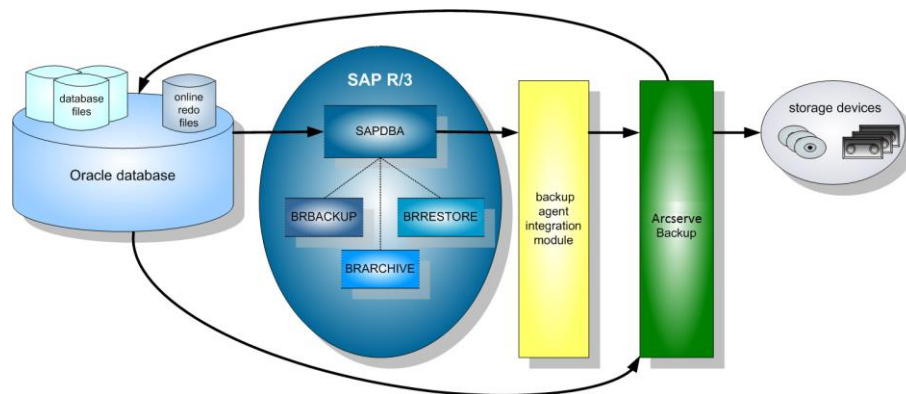 SAP R/3
database
files
online
redo
files
Oracle database
SAPDBA
BRBACKUP
BRRESTORE
BRARCHIVE
backup
agent
integration
module
Arcserve
Backup
storage devices